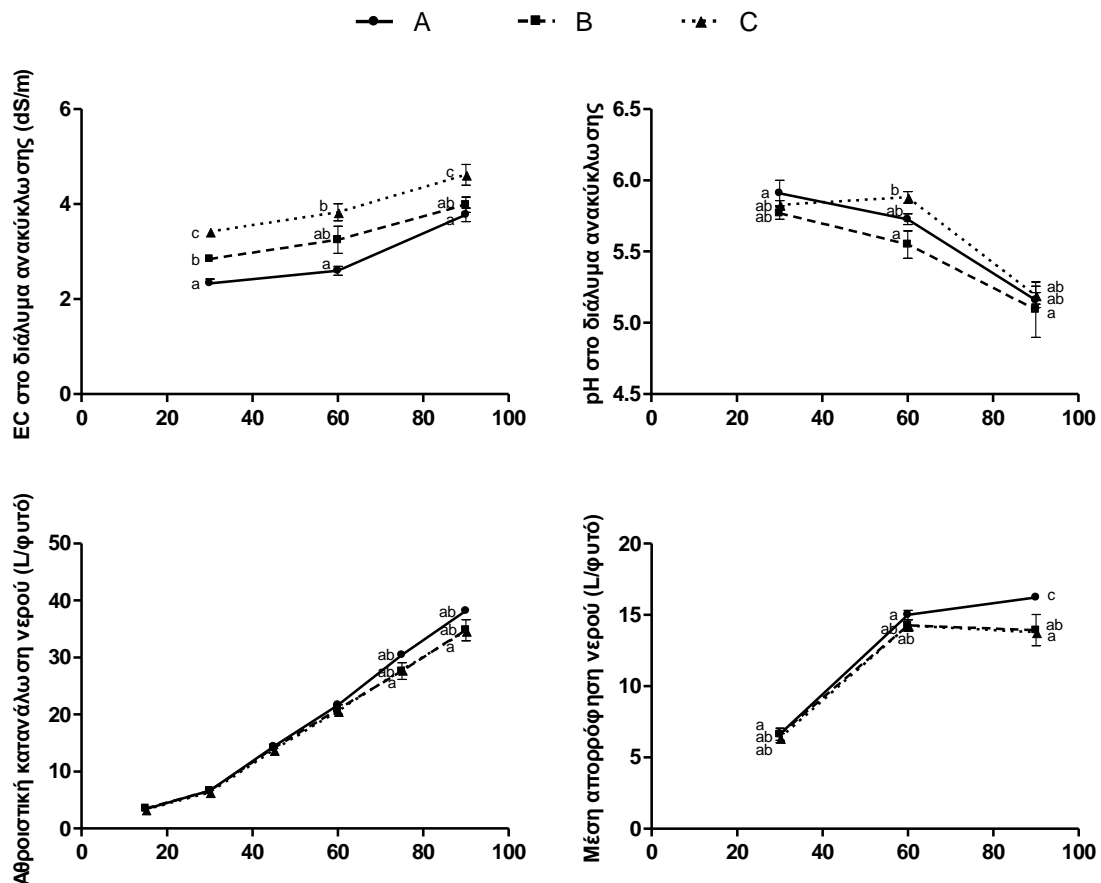 A B C
EC στο διάλυμα ανακύκλωσης (dS/m)
6
4
2
0
0 20 40 60 80 100
a
b
c
a
ab
b
a
ab
c
pH στο διάλυμα ανακύκλωσης
6.5
6.0
5.5
5.0
4.5
0 20 40 60 80 100
a
ab
ab
b
ab
a
ab
ab
a
Αθροιστική κατανάλωση νερού (L/φυτό)
50
40
30
20
10
0
0 20 40 60 80 100
ab
ab
a
ab
ab
a
Μέση απορρόφηση νερού (L/φυτό)
20
15
10
5
0
0 20 40 60 80 100
a
ab
ab
a
ab
ab
c
ab
a